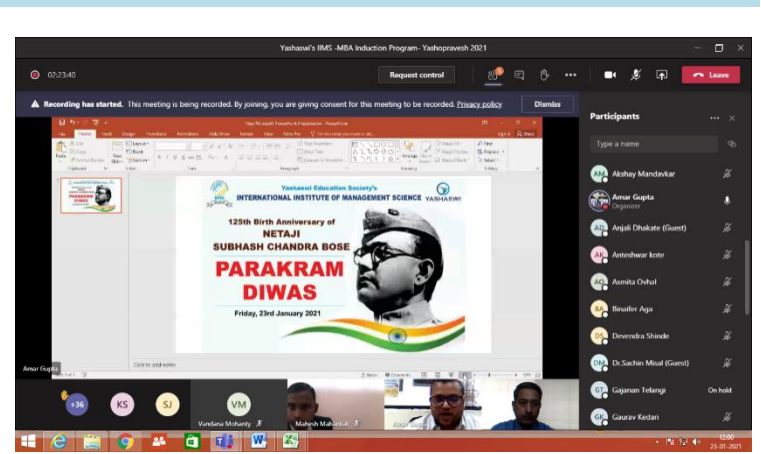 Yashaswi's IIMS -MBA Induction Program- Yashopravesh 2021
02:23:40
Request control
Leave
Recording has started. This meeting is being recorded. By joining, you are giving consent for this meeting to be recorded. Privacy policy
Dismiss
Yashaswi Education Society's
INTERNATIONAL INSTITUTE OF MANAGEMENT SCIENCE
YASHASWI
125th Birth Anniversary of
NETAJI
SUBHASH CHANDRA BOSE
PARAKRAM
DIWAS
Friday, 23rd January 2021
Click to add notes
Amar Gupta
+36
KS
SJ
VM
Vandana Mohanty
Mahesh Mahankal
Participants
Type a name
AM
Akshay Mandavkar
Amar Gupta
Organizer
Anjali Dhakate (Guest)
AK
Anteshwar kote
Asmita Ovhal
BA
Binaifer Aga
DS
Devendra Shinde
DM
Dr.Sachin Misal (Guest)
GT
Gajanan Telangi
On hold
GK
Gaurav Kedari
12:00
23-01-2021